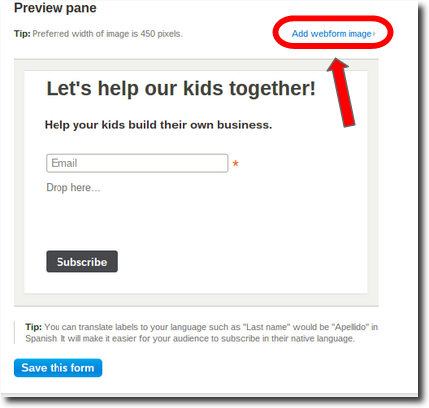 Preview pane
Tip: Preferred width of image is 450 pixels.
Add webform image›
Let's help our kids together!
Help your kids build their own business.
Email *
Drop here...
Subscribe
Tip: You can translate labels to your language such as "Last name" would be "Apellido" in
Spanish. It will make it easier for your audience to subscribe in their native language.
Save this form